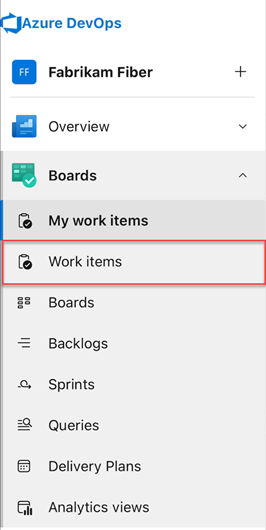 Azure DevOps
FF Fabrikam Fiber +
Overview
Boards
My work items
Work items
Boards
Backlogs
Sprints
Queries
Delivery Plans
Analytics views